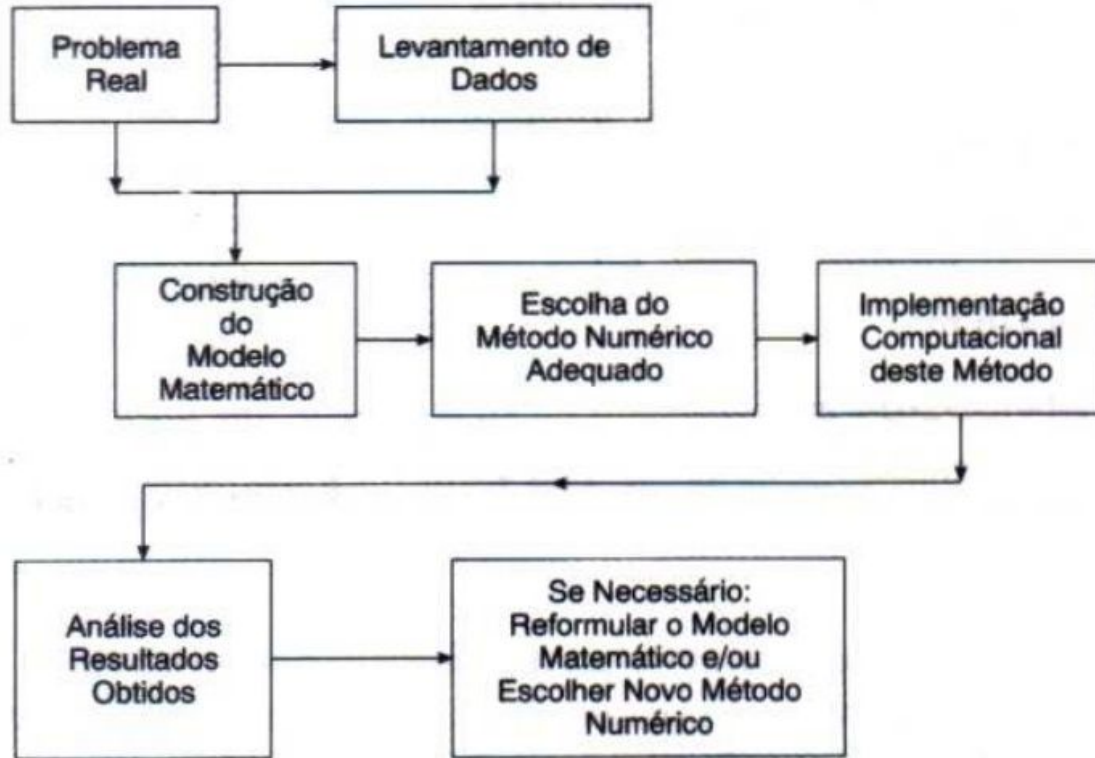 Problema
Real
Levantamento de
Dados
Construção
do
Modelo
Matemático
Escolha do
Método Numérico
Adequado
Implementação
Computacional
deste Método
Análise dos
Resultados
Obtidos
Se Necessário:
Reformular o Modelo
Matemático e/ou
Escolher Novo Método
Numérico